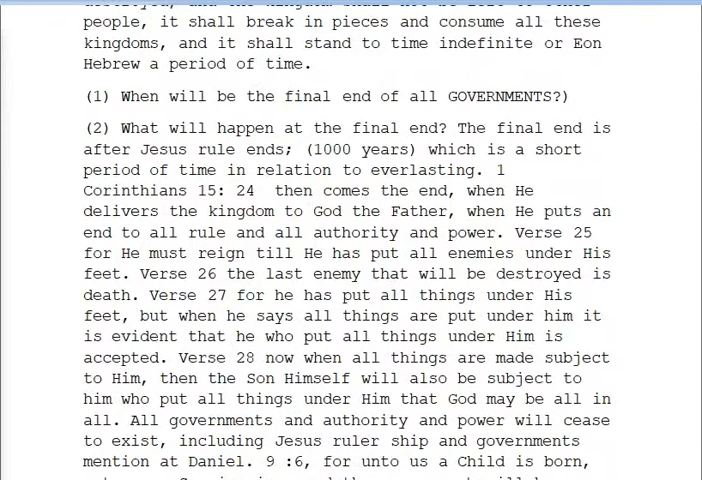 people, it shall break in pieces and consume all these
kingdoms, and it shall stand to time indefinite or Eon
Hebrew a period of time.
(1) When will be the final end of all GOVERNMENTS?)
(2) What will happen at the final end? The final end is
after Jesus rule ends; (1000 years) which is a short
period of time in relation to everlasting. 1
Corinthians 15: 24 then comes the end, when He
delivers the kingdom to God the Father, when He puts an
end to all rule and all authority and power. Verse 25
for He must reign till He has put all enemies under His
feet. Verse 26 the last enemy that will be destroyed is
death. Verse 27 for he has put all things under His
feet, but when he says all things are put under him it
is evident that he who put all things under Him is
accepted. Verse 28 now when all things are made subject
to Him, then the Son Himself will also be subject to
him who put all things under Him that God may be all in
all. All governments and authority and power will cease
to exist, including Jesus ruler ship and governments
mention at Daniel. 9 :6, for unto us a Child is born,